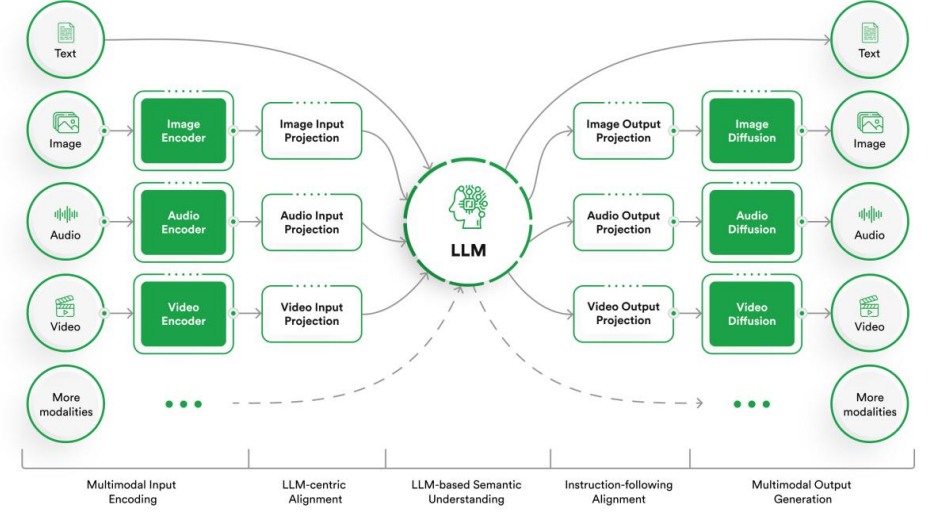 Text
Text
Image
Encoder
Image Input
Projection
Image Output
Projection
Image
Diffusion
Image
Image
Audio
Encoder
Audio Input
Projection
LLM
Audio Output
Projection
Audio
Diffusion
Audio
Audio
Video
Encoder
Video Input
Projection
Video Output
Projection
Video
Diffusion
Video
Video
More
modalities
More
modalities
Multimodal Input
Encoding
LLM-centric
Alignment
LLM-based Semantic
Understanding
Instruction-following
Alignment
Multimodal Output
Generation